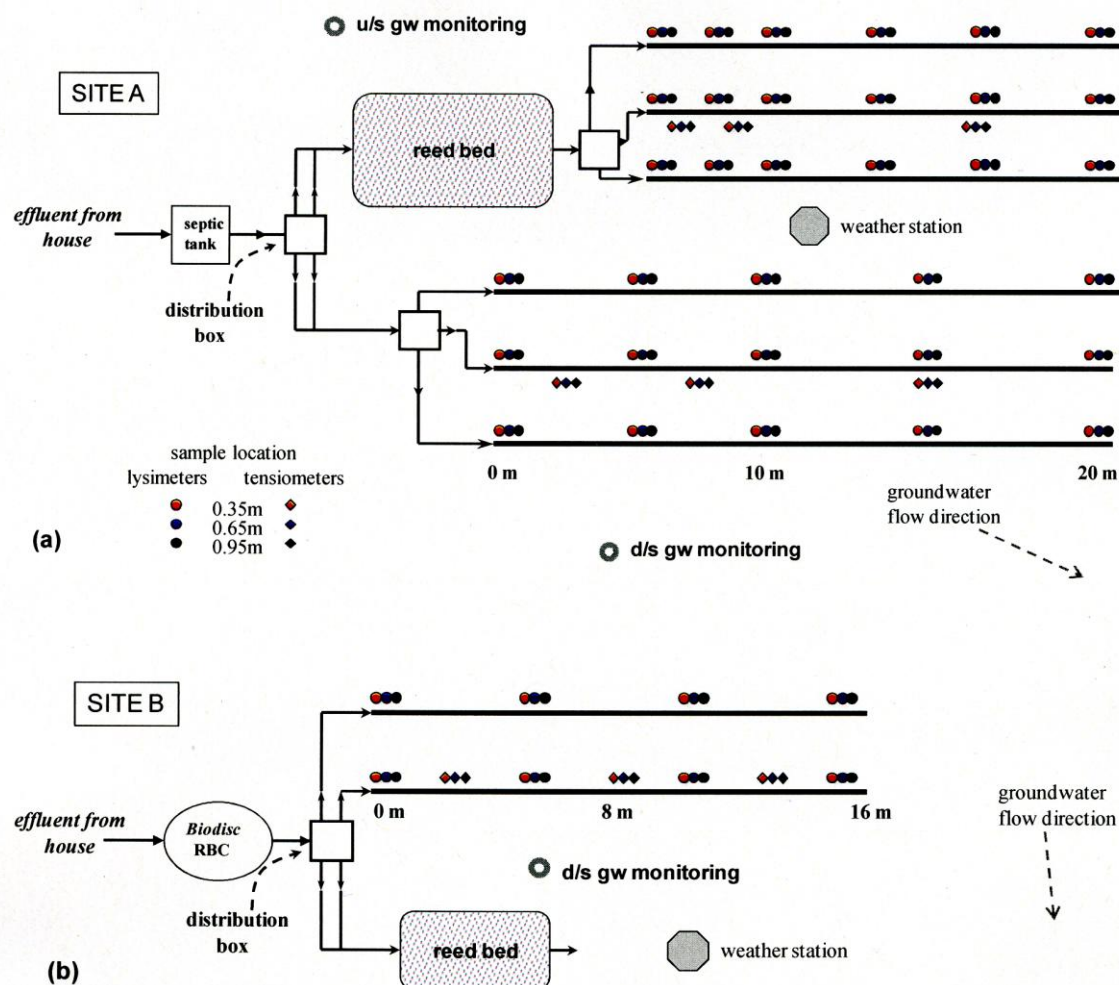 u/s gw monitoring
SITE A
reed bed
effluent from
house
septic
tank
weather station
distribution
box
0 m
10 m
20 m
sample location
lysimeters
tensiometers
0.35m
0.65m
0.95m
groundwater
flow direction
(a)
d/s gw monitoring
SITE B
0 m
8 m
16 m
groundwater
flow direction
effluent from
house
Biodisc
RBC
d/s gw monitoring
distribution
box
reed bed
weather station
(b)